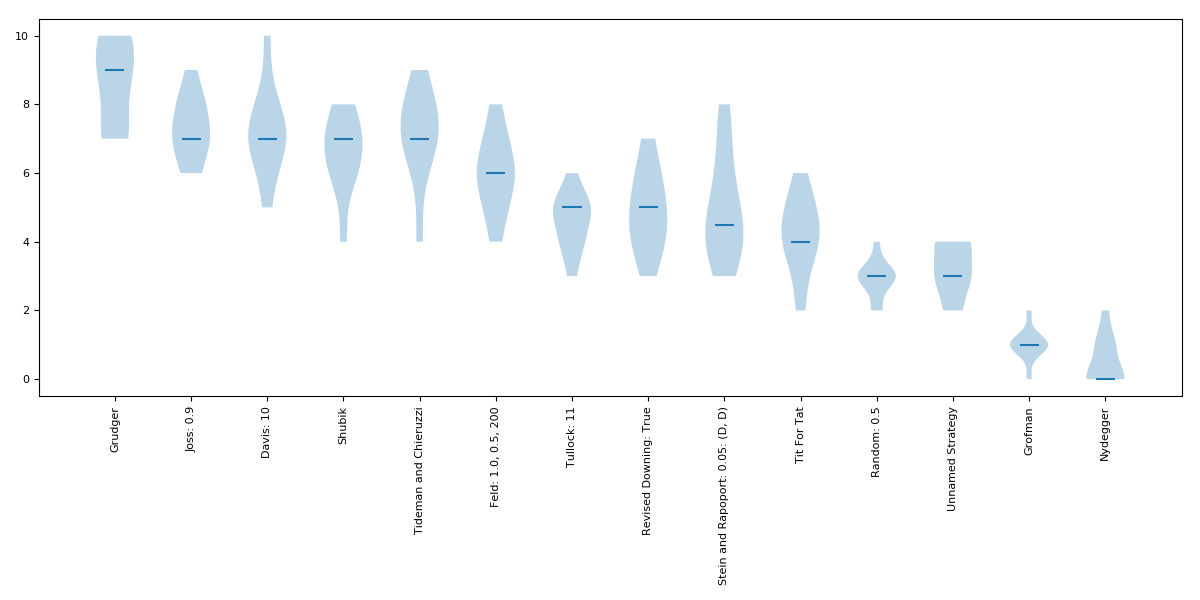 10
8
6
4
2
0
Grudger
Joss: 0.9
Davis: 10
Shubik
Tideman and Chieruzzi
Feld: 1.0, 0.5, 200
Tullock: 11
Revised Downing: True
Stein and Rapoport: 0.05: (D, D)
Tit For Tat
Random: 0.5
Unnamed Strategy
Grofman
Nydegger